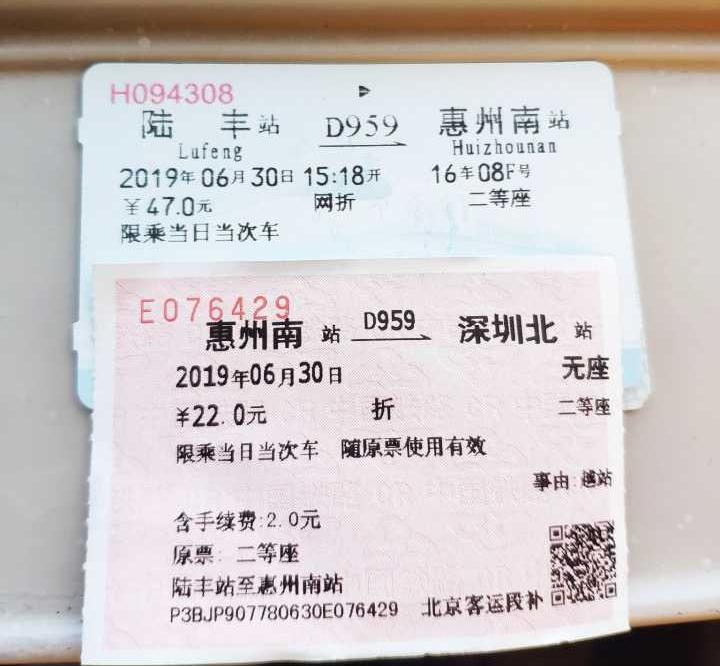 H094308
陆 丰 站 D959 惠州南 站
Lufeng Huizhounan
2019年06月30日 15:18开 16车08F号
￥47.0元 网折 二等座
限乘当日当次车
E076429
惠州南 站 D959 深圳北 站
2019年06月30日 无座
￥22.0元 折 二等座
限乘当日当次车 随原票使用有效
事由:越站
含手续费:2.0元
原票: 二等座
陆丰站至惠州南站
P3BJP907780630E076429 北京客运段补